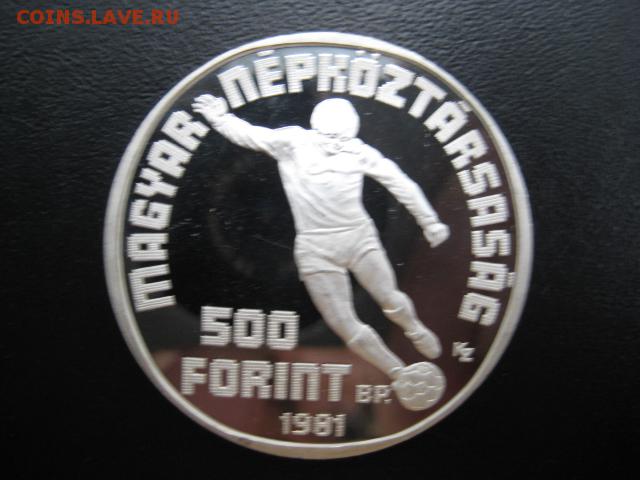 COINS.LAVE.RU
MAGYAR NÉPKÖZTÁRSASÁG
500
FORINT BP.
1981
KZ